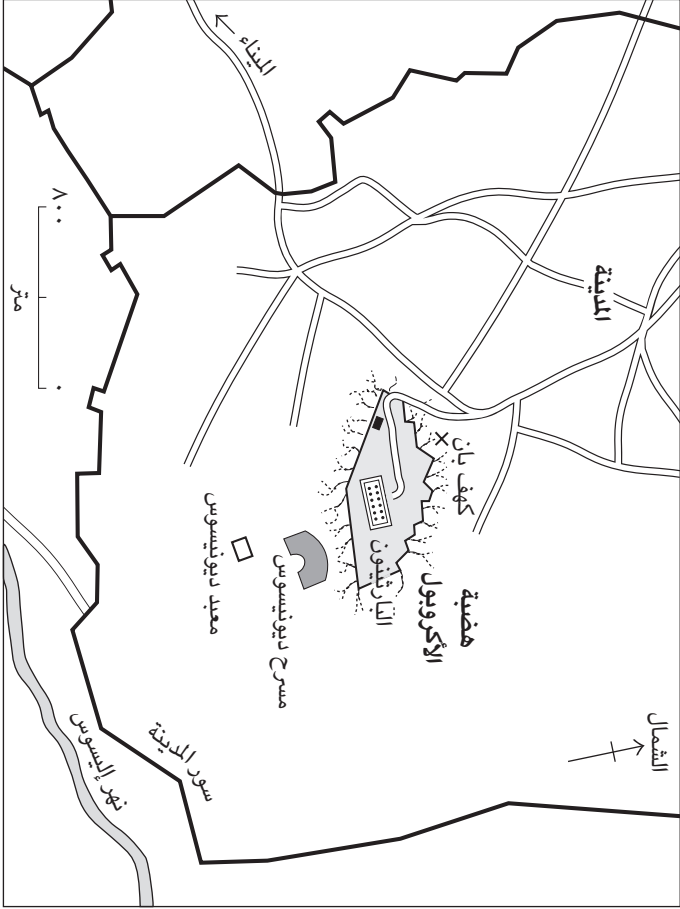 الميناء
المدينة
الشمال
كهف بان
هضبة
الأكروبول
البارثينون
مسرح ديونيسوس
معبد ديونيسوس
سور المدينة
نهر إليسوس
٨٠٠
٠
متر